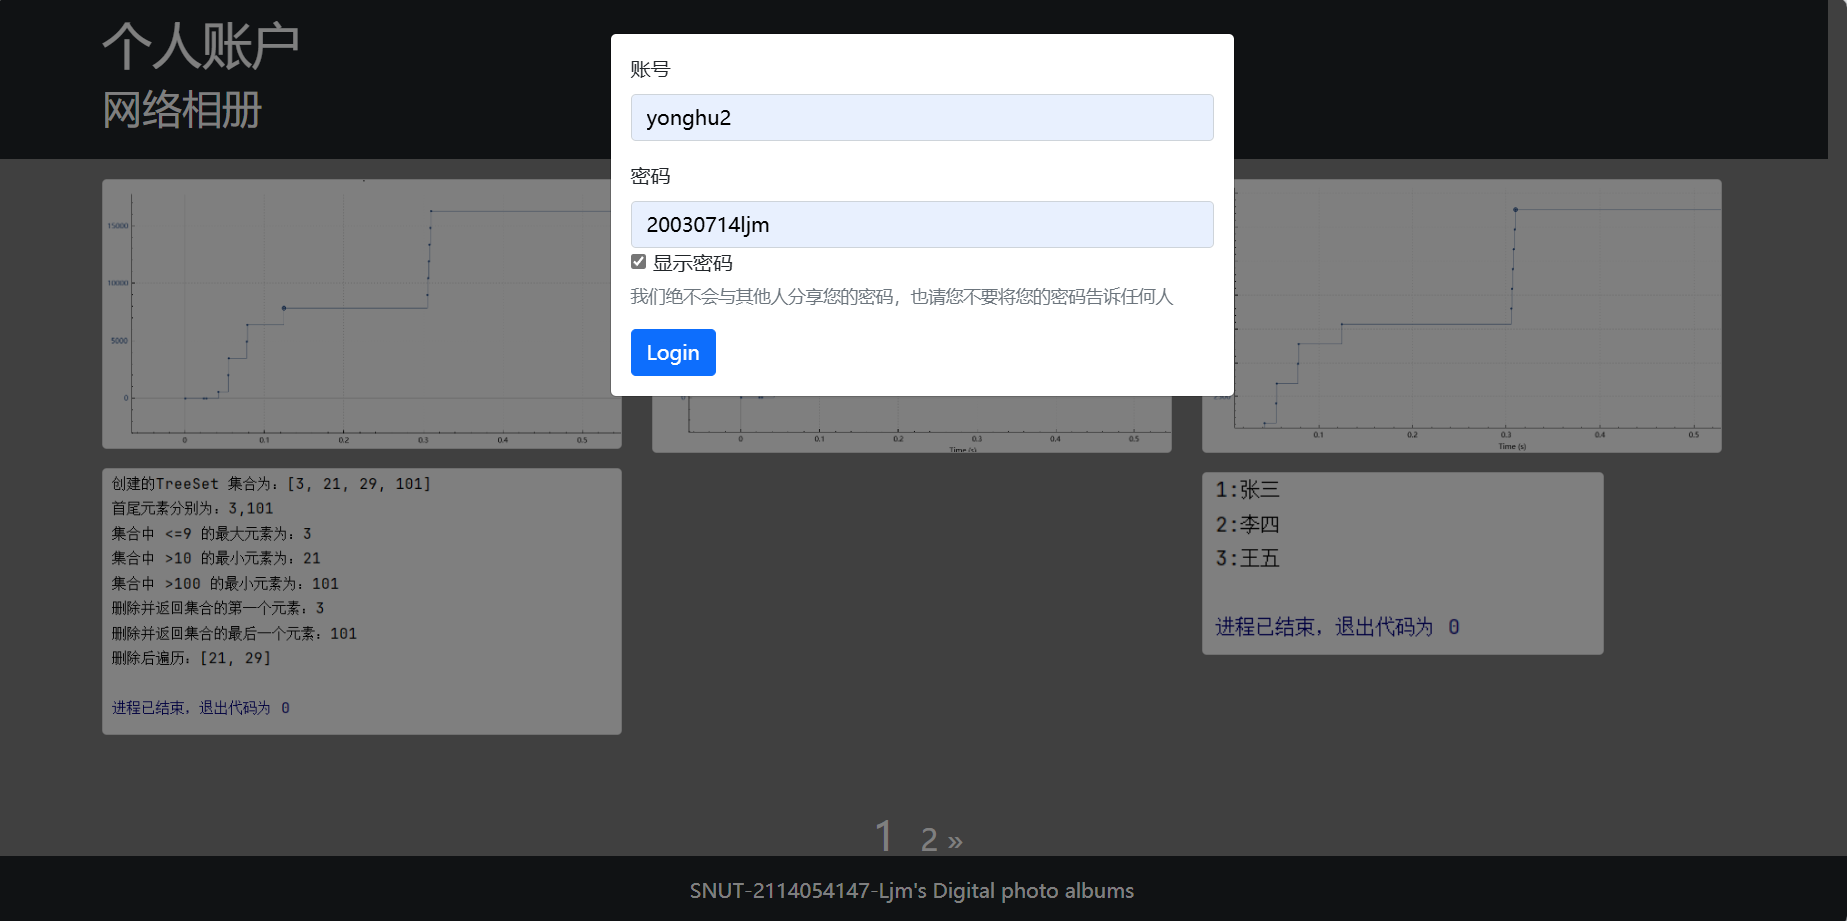 个人账户
网络相册
账号
yonghu2
密码
20030714ljm
显示密码
我们绝不会与其他人分享您的密码，也请您不要将您的密码告诉任何人
Login
15000
10000
5000
0
0 0.1 0.2 0.3 0.4 0.5
0 0.1 0.2 0.3 0.4 0.5
Time (s)
0.1 0.2 0.3 0.4 0.5
Time (s)
创建的TreeSet 集合为：[3, 21, 29, 101]
首尾元素分别为：3,101
集合中 <=9 的最大元素为：3
集合中 >10 的最小元素为：21
集合中 >100 的最小元素为：101
删除并返回集合的第一个元素：3
删除并返回集合的最后一个元素：101
删除后遍历：[21, 29]
进程已结束，退出代码为 0
1:张三
2:李四
3:王五
进程已结束，退出代码为 0
1 2 »
SNUT-2114054147-Ljm's Digital photo albums